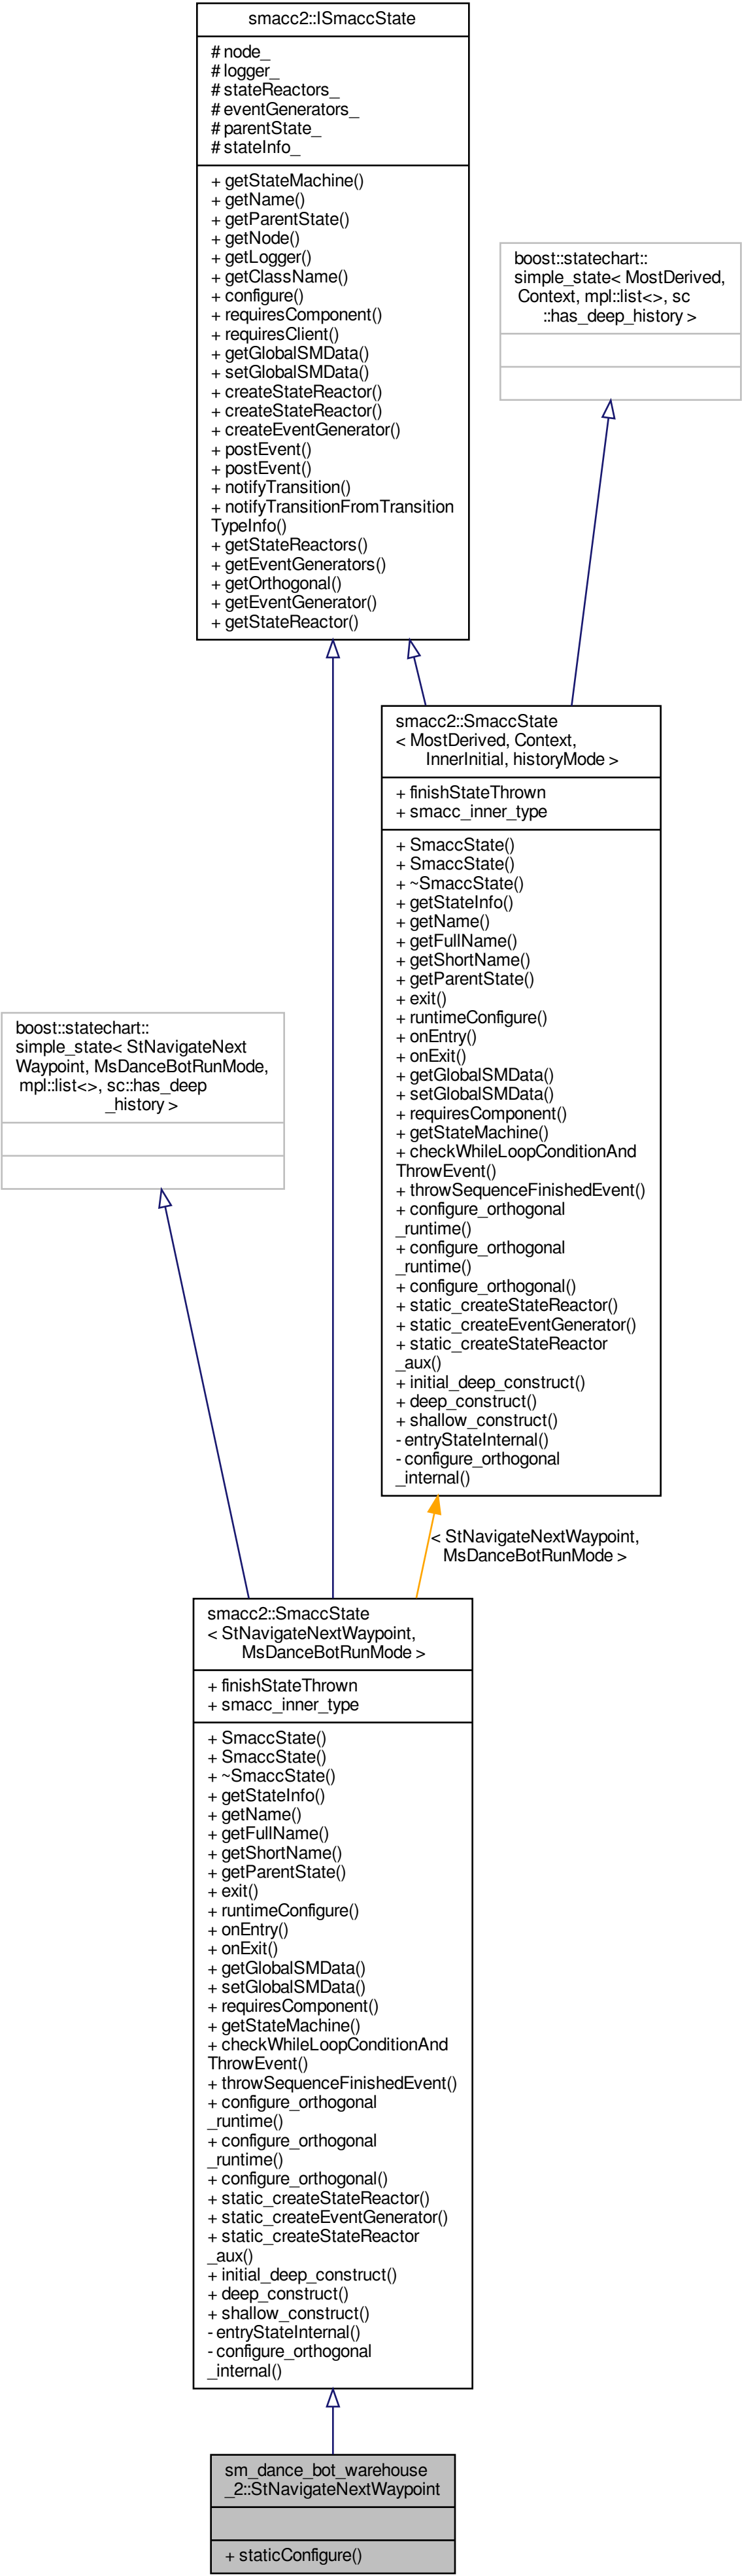 smacc2::ISmaccState
# node_
# logger_
# stateReactors_
# eventGenerators_
# parentState_
# stateInfo_
+ getStateMachine()
+ getName()
+ getParentState()
+ getNode()
+ getLogger()
+ getClassName()
+ configure()
+ requiresComponent()
+ requiresClient()
+ getGlobalSMData()
+ setGlobalSMData()
+ createStateReactor()
+ createStateReactor()
+ createEventGenerator()
+ postEvent()
+ postEvent()
+ notifyTransition()
+ notifyTransitionFromTransition
TypeInfo()
+ getStateReactors()
+ getEventGenerators()
+ getOrthogonal()
+ getEventGenerator()
+ getStateReactor()
boost::statechart::
simple_state< MostDerived,
Context, mpl::list<>, sc
::has_deep_history >
smacc2::SmaccState
< MostDerived, Context,
InnerInitial, historyMode >
+ finishStateThrown
+ smacc_inner_type
+ SmaccState()
+ SmaccState()
+ ~SmaccState()
+ getStateInfo()
+ getName()
+ getFullName()
+ getShortName()
+ getParentState()
+ exit()
+ runtimeConfigure()
+ onEntry()
+ onExit()
+ getGlobalSMData()
+ setGlobalSMData()
+ requiresComponent()
+ getStateMachine()
+ checkWhileLoopConditionAnd
ThrowEvent()
+ throwSequenceFinishedEvent()
+ configure_orthogonal
_runtime()
+ configure_orthogonal
_runtime()
+ configure_orthogonal()
+ static_createStateReactor()
+ static_createEventGenerator()
+ static_createStateReactor
_aux()
+ initial_deep_construct()
+ deep_construct()
+ shallow_construct()
- entryStateInternal()
- configure_orthogonal
_internal()
boost::statechart::
simple_state< StNavigateNext
Waypoint, MsDanceBotRunMode,
mpl::list<>, sc::has_deep
_history >
< StNavigateNextWaypoint,
MsDanceBotRunMode >
smacc2::SmaccState
< StNavigateNextWaypoint,
MsDanceBotRunMode >
+ finishStateThrown
+ smacc_inner_type
+ SmaccState()
+ SmaccState()
+ ~SmaccState()
+ getStateInfo()
+ getName()
+ getFullName()
+ getShortName()
+ getParentState()
+ exit()
+ runtimeConfigure()
+ onEntry()
+ onExit()
+ getGlobalSMData()
+ setGlobalSMData()
+ requiresComponent()
+ getStateMachine()
+ checkWhileLoopConditionAnd
ThrowEvent()
+ throwSequenceFinishedEvent()
+ configure_orthogonal
_runtime()
+ configure_orthogonal
_runtime()
+ configure_orthogonal()
+ static_createStateReactor()
+ static_createEventGenerator()
+ static_createStateReactor
_aux()
+ initial_deep_construct()
+ deep_construct()
+ shallow_construct()
- entryStateInternal()
- configure_orthogonal
_internal()
sm_dance_bot_warehouse
_2::StNavigateNextWaypoint
+ staticConfigure()